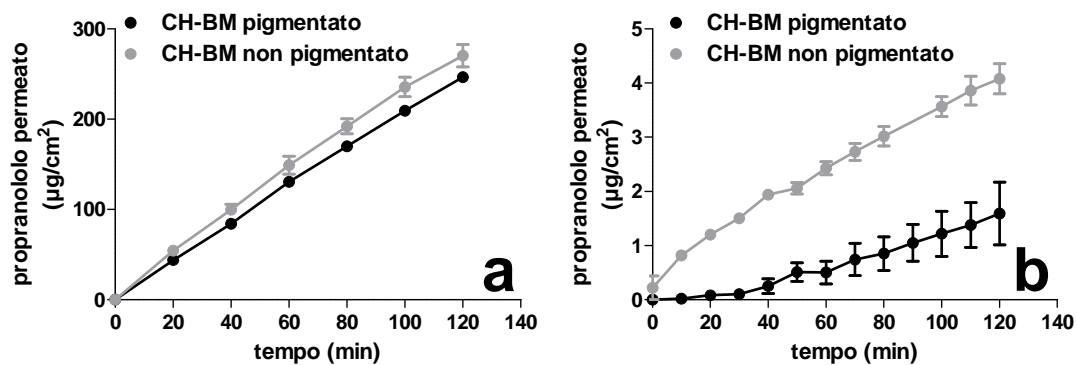 CH-BM pigmentato
CH-BM non pigmentato
propranololo permeato
(µg/cm²)
300
200
100
0
0 20 40 60 80 100 120 140
tempo (min)
a
CH-BM pigmentato
CH-BM non pigmentato
propranololo permeato
(µg/cm²)
5
4
3
2
1
0
0 20 40 60 80 100 120 140
tempo (min)
b